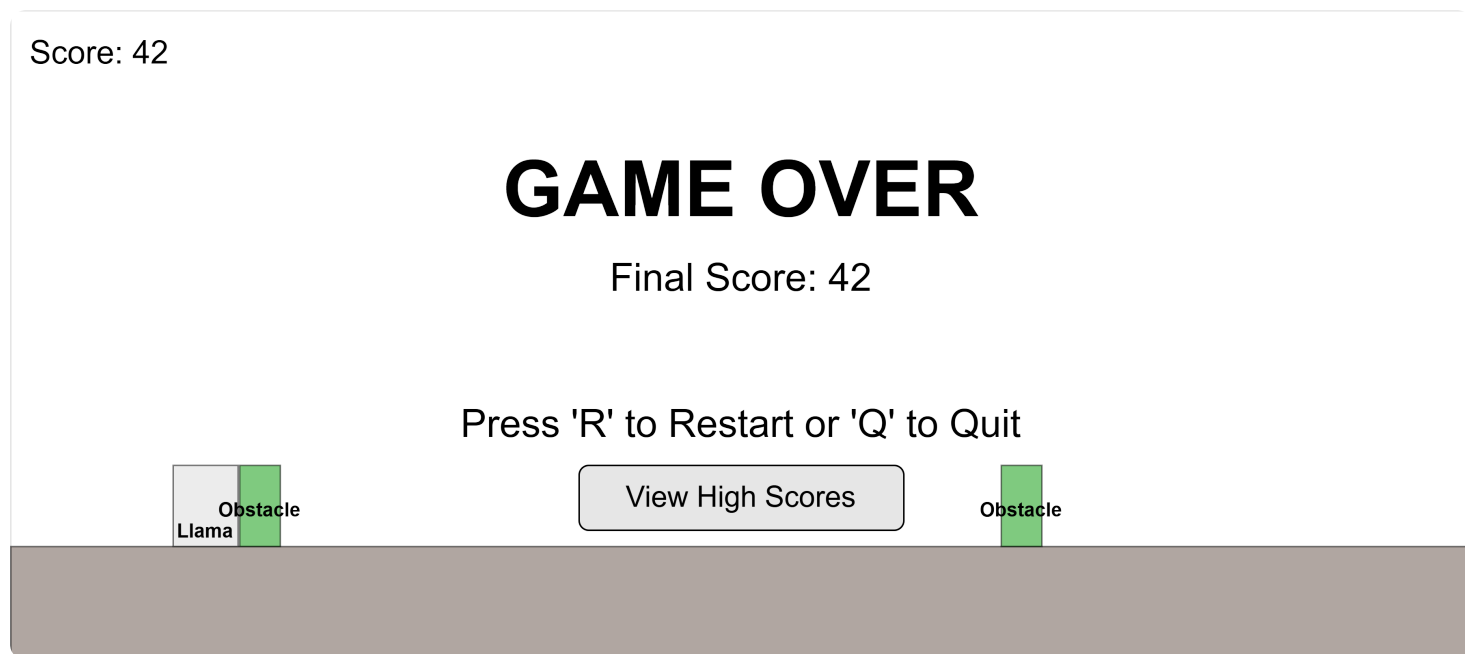 Score: 42
GAME OVER
Final Score: 42
Press 'R' to Restart or 'Q' to Quit
View High Scores
Obstacle
Llama
Obstacle